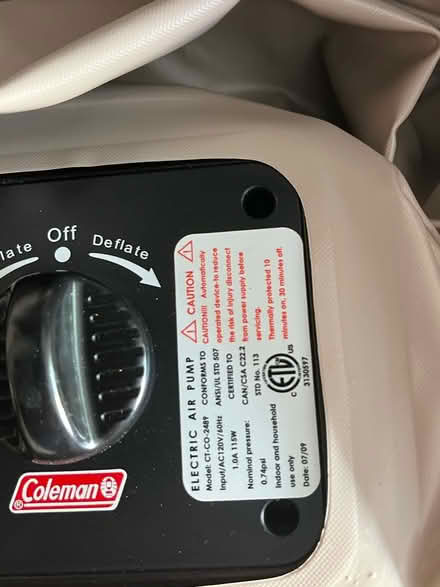 late
Off
Deflate
Coleman
ELECTRIC AIR PUMP
Model: CT-CO-2489
Input/AC120V/60Hz
1.0A 115W
Nominal pressure:
0.74psi
Indoor and household
use only
Date: 07/09
CONFORMS TO
ANSI/UL STD 507
CERTIFIED TO
CAN/CSA C22.2
STD No. 113
C ETL US
3130597
CAUTION
CAUTION!!! Automatically
operated device-to reduce
the risk of injury disconnect
from power supply before
servicing.
Thermally protected 10
minutes on, 30 minutes off.